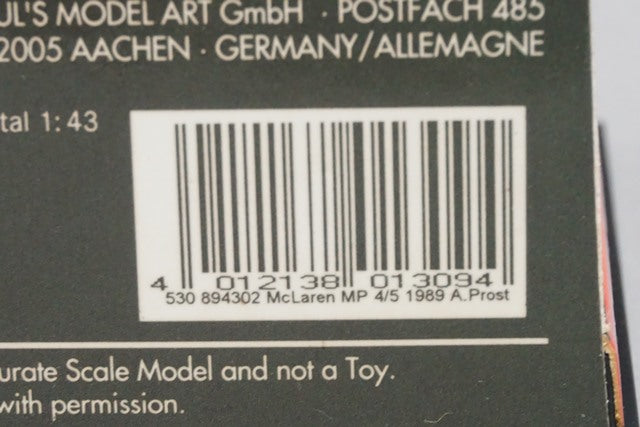 UL'S MODEL ART GmbH · POSTFACH 485
2005 AACHEN · GERMANY/ALLEMAGNE
tal 1:43
4 012138 013094
530 894302 McLaren MP 4/5 1989 A.Prost
urate Scale Model and not a Toy.
with permission.